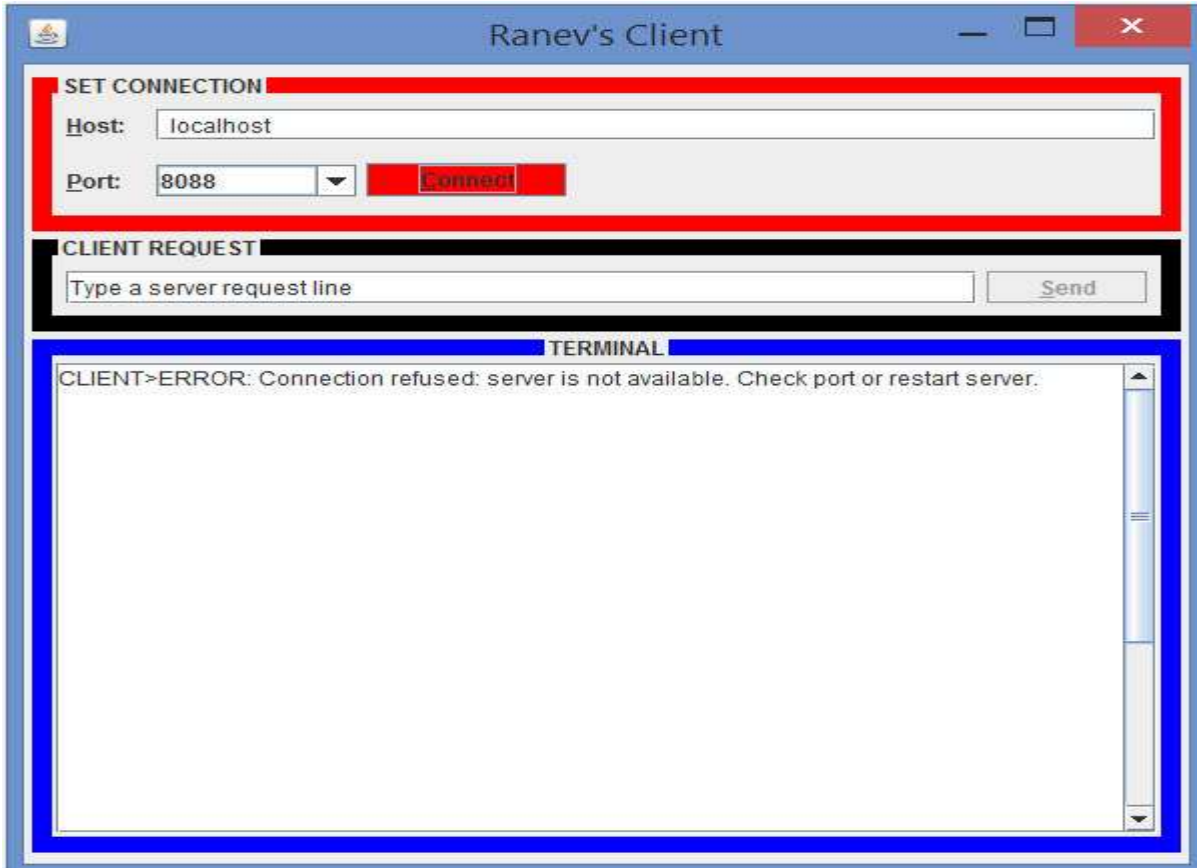 Ranev's Client
SET CONNECTION
Host: localhost
Port: 8088 Connect
CLIENT REQUEST
Type a server request line Send
TERMINAL
CLIENT>ERROR: Connection refused: server is not available. Check port or restart server.